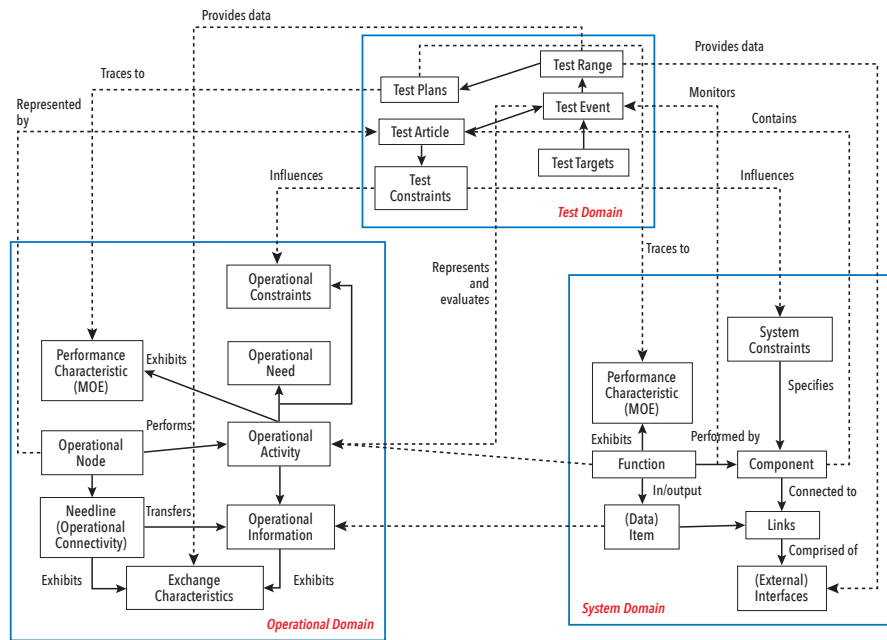 Provides data
Test Range
Provides data
Traces to
Test Plans
Monitors
Represented
by
Test Event
Test Article
Contains
Test Targets
Influences
Test
Constraints
Influences
Test Domain
Operational
Constraints
Represents
and
evaluates
Traces to
System
Constraints
Performance
Characteristic
(MOE)
Exhibits
Operational
Need
Performance
Characteristic
(MOE)
Specifies
Operational
Node
Performs
Operational
Activity
Exhibits
Function
Performed by
Component
In/output
Connected to
Needline
(Operational
Connectivity)
Transfers
Operational
Information
(Data)
Item
Links
Comprised of
Exhibits
Exchange
Characteristics
Exhibits
(External)
Interfaces
Operational Domain
System Domain